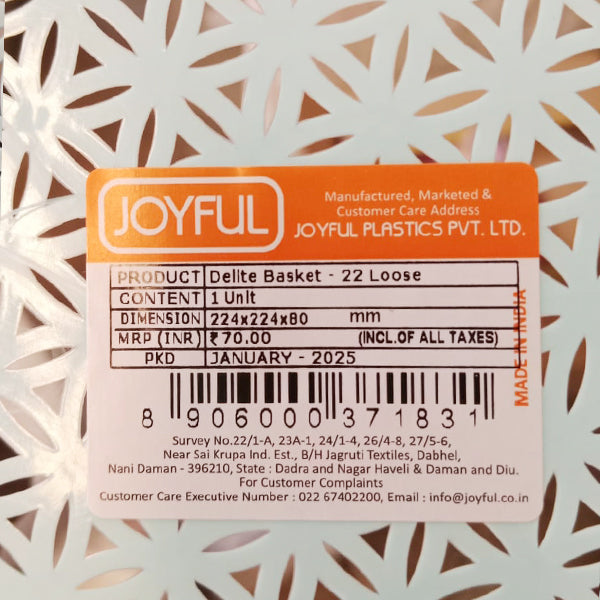 JOYFUL
Manufactured, Marketed &
Customer Care Address
JOYFUL PLASTICS PVT. LTD.
PRODUCT Delite Basket - 22 Loose
CONTENT 1 Unit
DIMENSION 224x224x80 mm
MRP (INR) ₹70.00 (INCL.OF ALL TAXES)
PKD JANUARY - 2025
MADE IN INDIA
8 906000 371831
Survey No.22/1-A, 23A-1, 24/1-4, 26/4-8, 27/5-6,
Near Sai Krupa Ind. Est., B/H Jagruti Textiles, Dabhel,
Nani Daman - 396210, State : Dadra and Nagar Haveli & Daman and Diu.
For Customer Complaints
Customer Care Executive Number : 022 67402200, Email : info@joyful.co.in